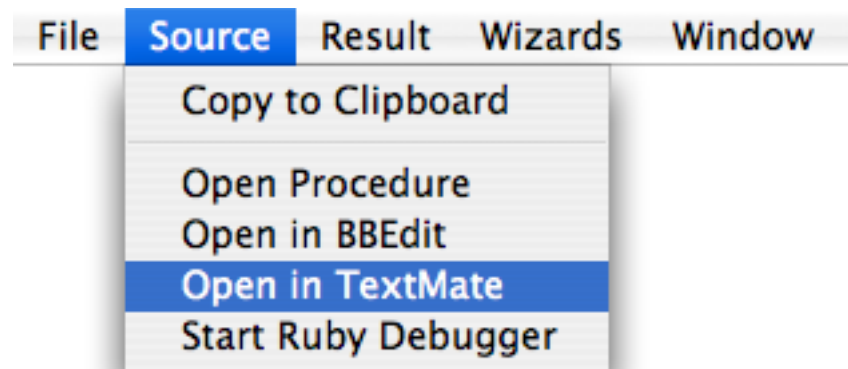 File Source Result Wizards Window
Copy to Clipboard
Open Procedure
Open in BBEdit
Open in TextMate
Start Ruby Debugger